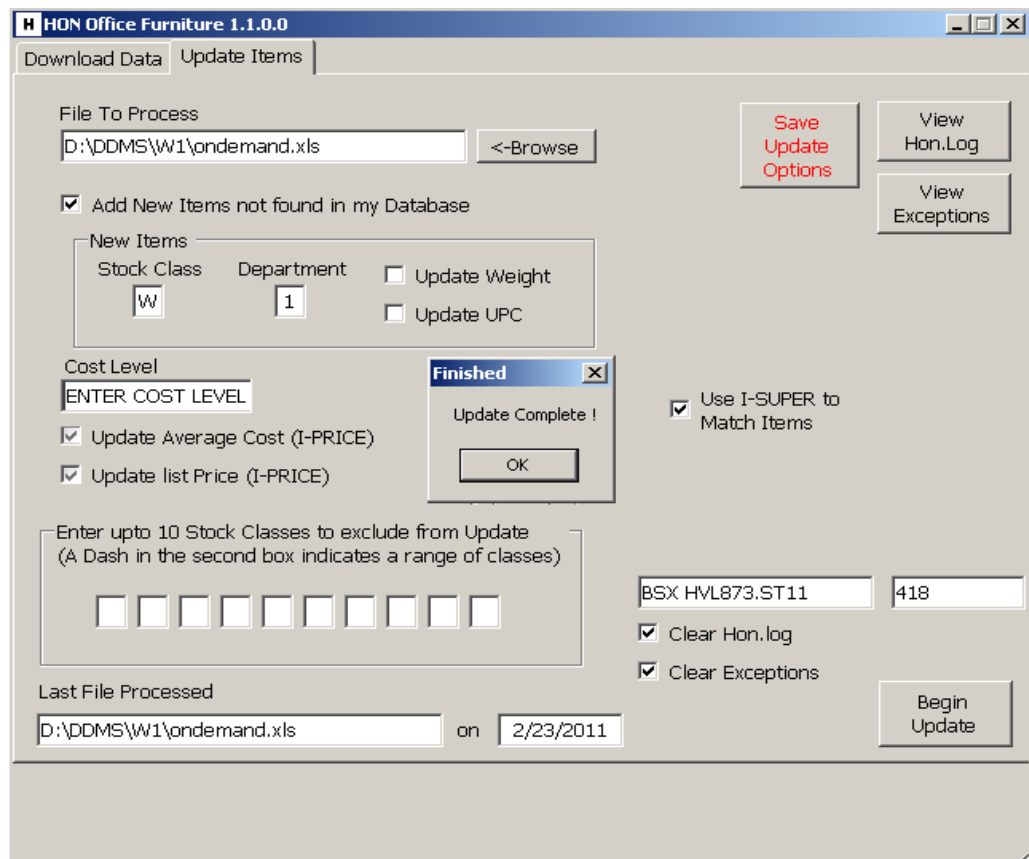 H HON Office Furniture 1.1.0.0
Download Data
Update Items
File To Process
D:\DDMS\W1\ondemand.xls
<-Browse
Save
Update
Options
View
Hon.Log
View
Exceptions
Add New Items not found in my Database
New Items
Stock Class
Department
W
1
Update Weight
Update UPC
Cost Level
ENTER COST LEVEL
Update Average Cost (I-PRICE)
Update list Price (I-PRICE)
Finished
Update Complete !
OK
Use I-SUPER to
Match Items
Enter upto 10 Stock Classes to exclude from Update
(A Dash in the second box indicates a range of classes)
BSX HVL873.ST11
418
Clear Hon.log
Clear Exceptions
Last File Processed
D:\DDMS\W1\ondemand.xls
on
2/23/2011
Begin
Update